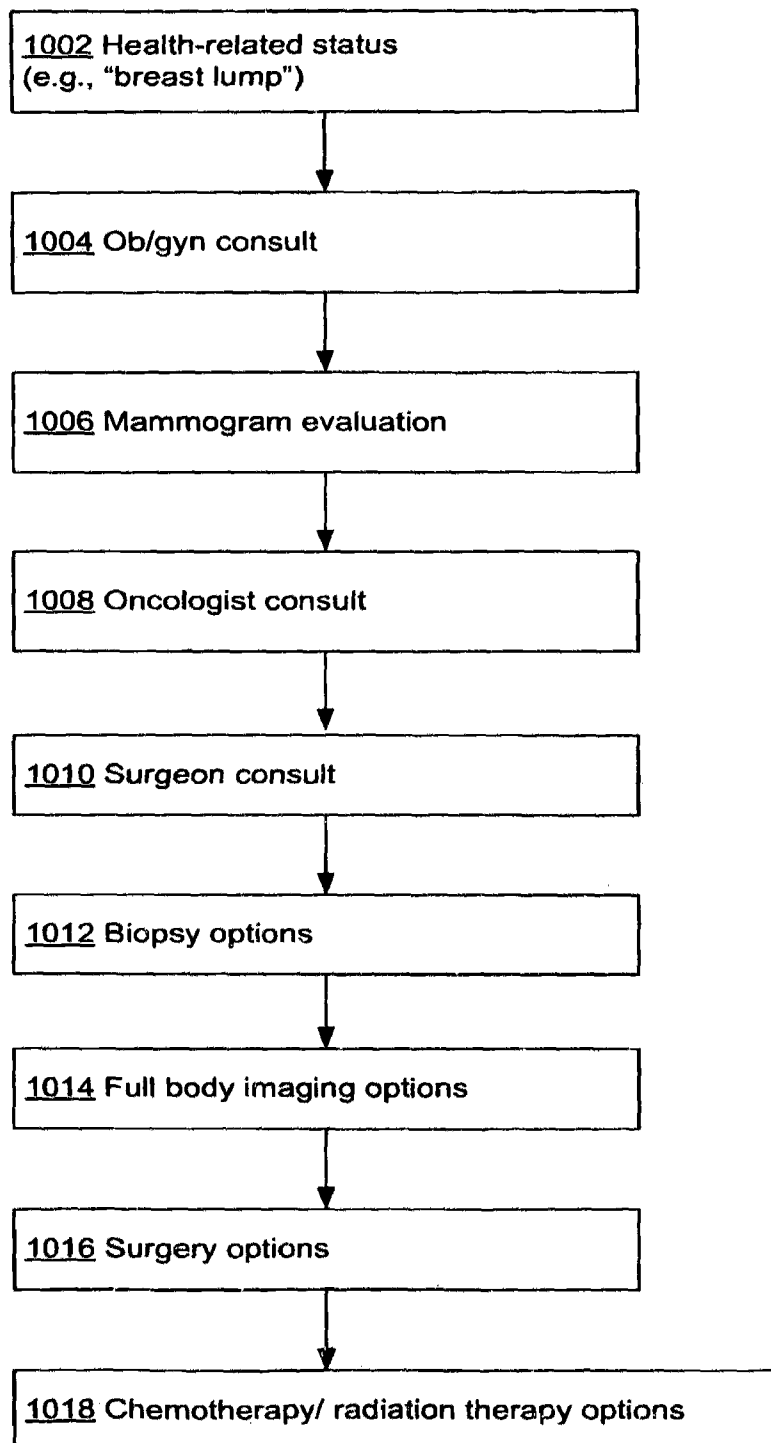 1002 Health-related status
(e.g., “breast lump”)
1004 Ob/gyn consult
1006 Mammogram evaluation
1008 Oncologist consult
1010 Surgeon consult
1012 Biopsy options
1014 Full body imaging options
1016 Surgery options
1018 Chemotherapy/ radiation therapy options